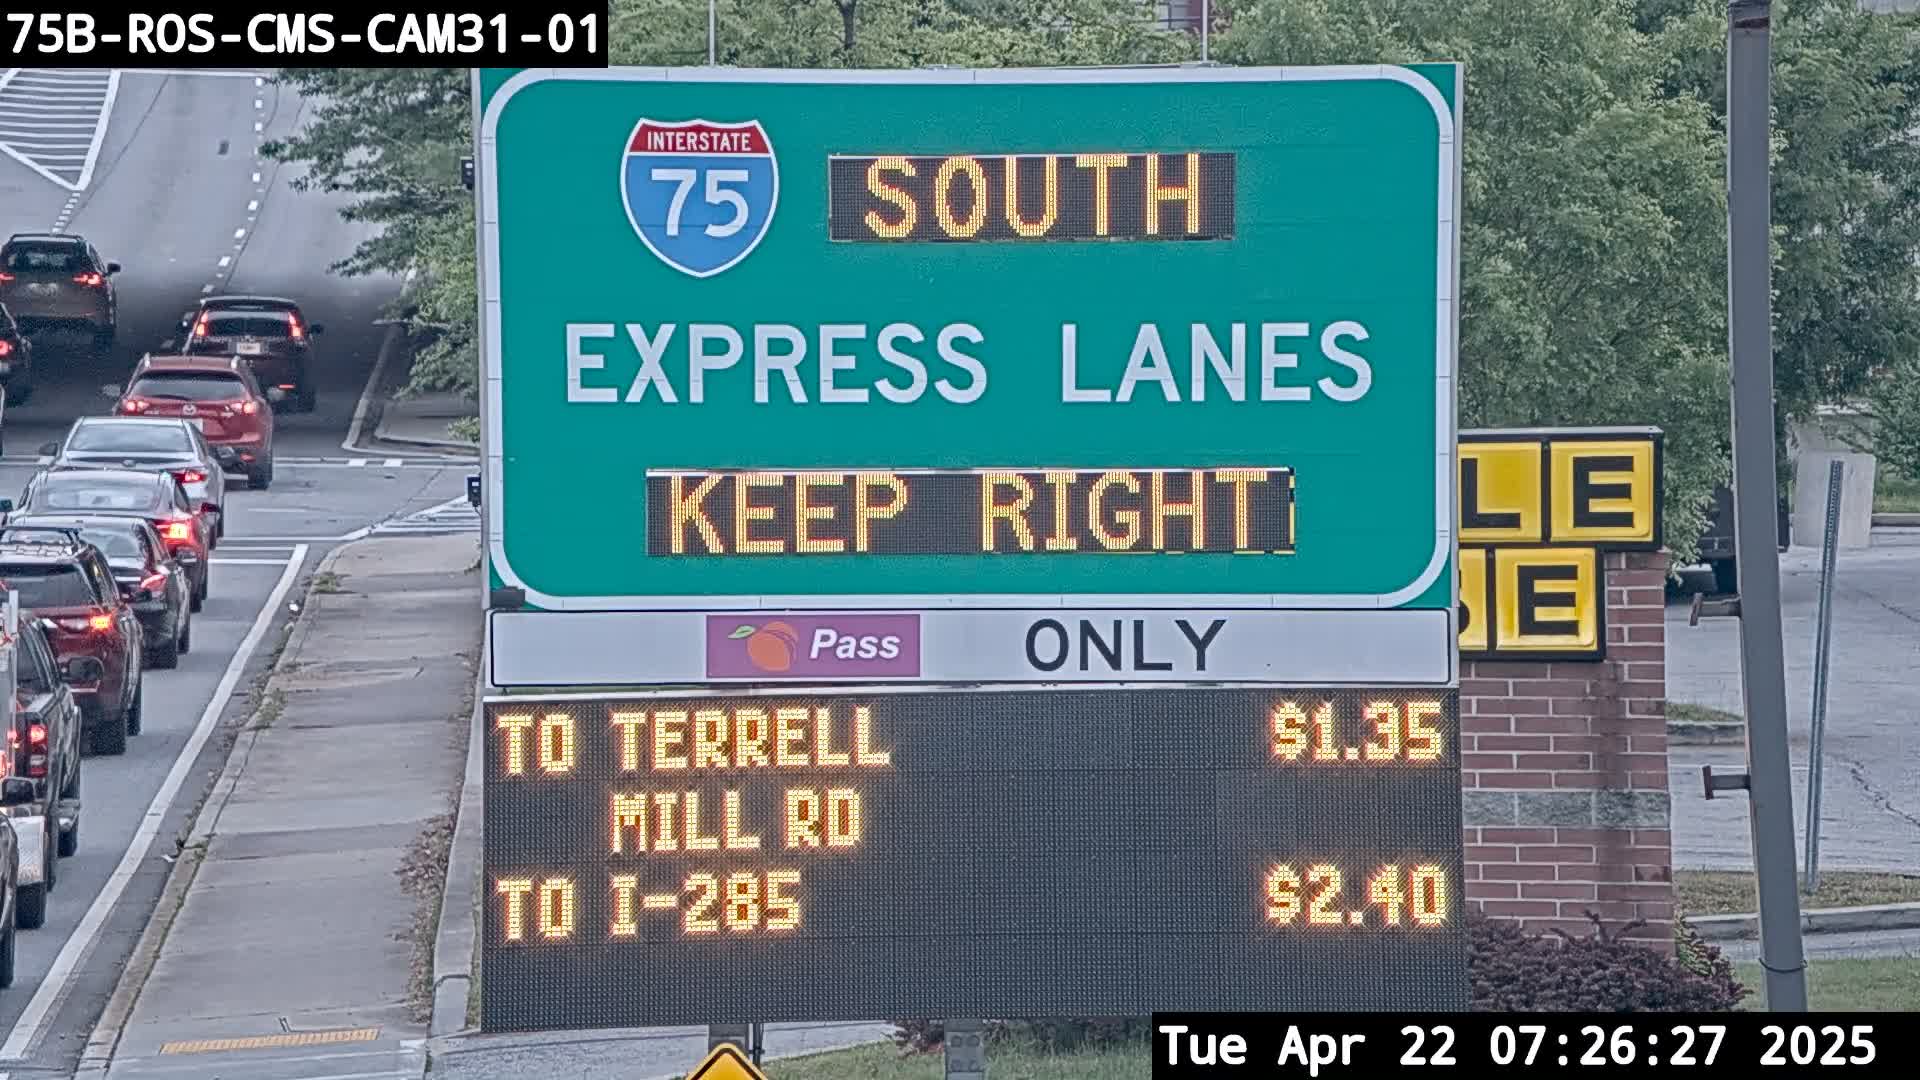 75B-ROS-CMS-CAM31-01
INTERSTATE
75
SOUTH
EXPRESS LANES
KEEP RIGHT
LE
E
Pass ONLY
TO TERRELL $1.35
MILL RD
TO I-285 $2.40
Tue Apr 22 07:26:27 2025